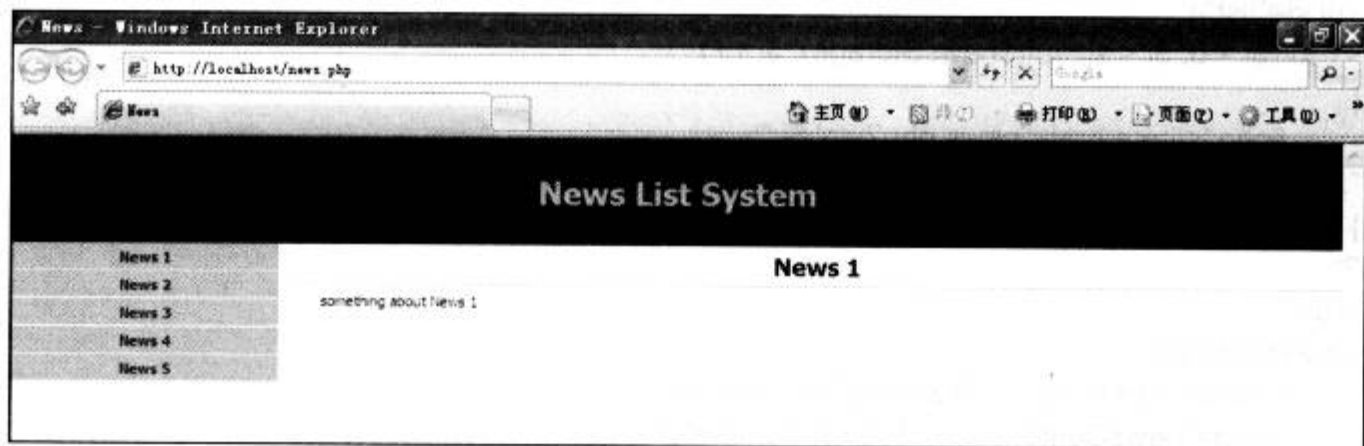 News - Windows Internet Explorer
http://localhost/news.php
Google
News
主页(M)
打印(R)
页面(P)
工具(O)
News List System
News 1
News 2
News 3
News 4
News 5
News 1
something about News 1